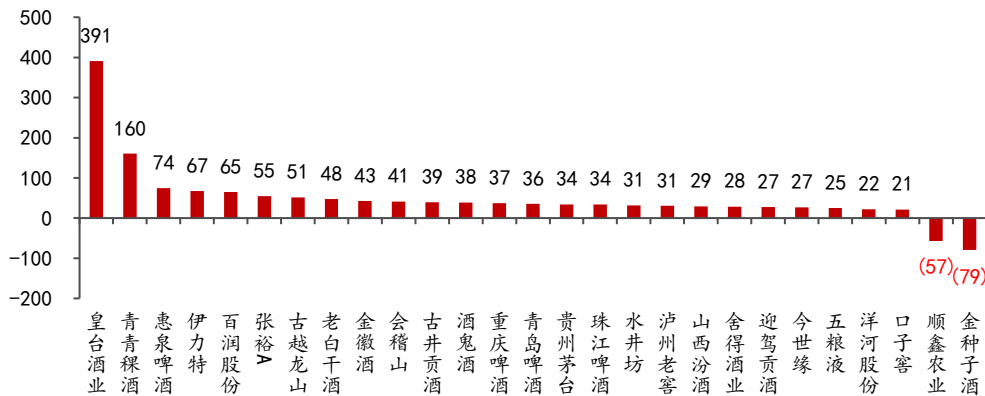 500
400
300
200
100
0
-100
-200
391
160
74
67
65
55
51
48
43
41
39
38
37
36
34
34
31
31
29
28
27
27
25
22
21
(57)
(79)
皇台酒业
青青稞酒
惠泉啤酒
伊力特
百润股份
张裕A
古越龙山
老白干酒
金徽酒
会稽山
古井贡酒
酒鬼酒
重庆啤酒
青岛啤酒
贵州茅台
珠江啤酒
水井坊
泸州老窖
山西汾酒
舍得酒业
迎驾贡酒
今世缘
五粮液
洋河股份
口子窖
顺鑫农业
金种子酒